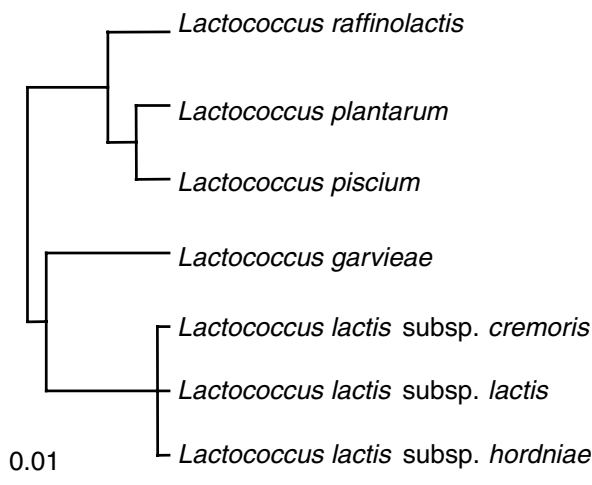 Lactococcus raffinolactis
Lactococcus plantarum
Lactococcus piscium
Lactococcus garvieae
Lactococcus lactis subsp. cremoris
Lactococcus lactis subsp. lactis
Lactococcus lactis subsp. hordniae
0.01